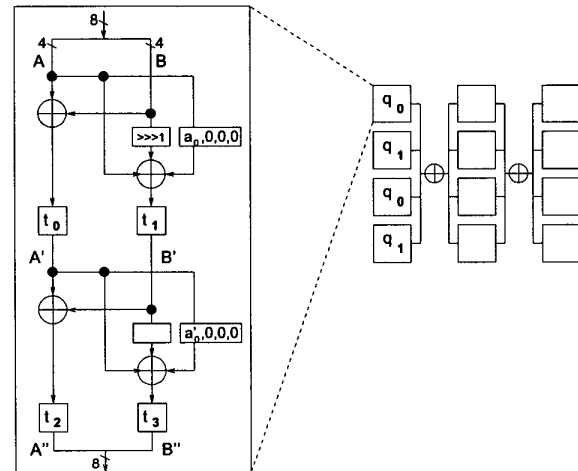 8
4 4
A B
>>>1 a₀,0,0,0
t₀ t₁
A' B'
a'₀,0,0,0
t₂ t₃
A'' B''
8
q₀
q₁
q₀
q₁